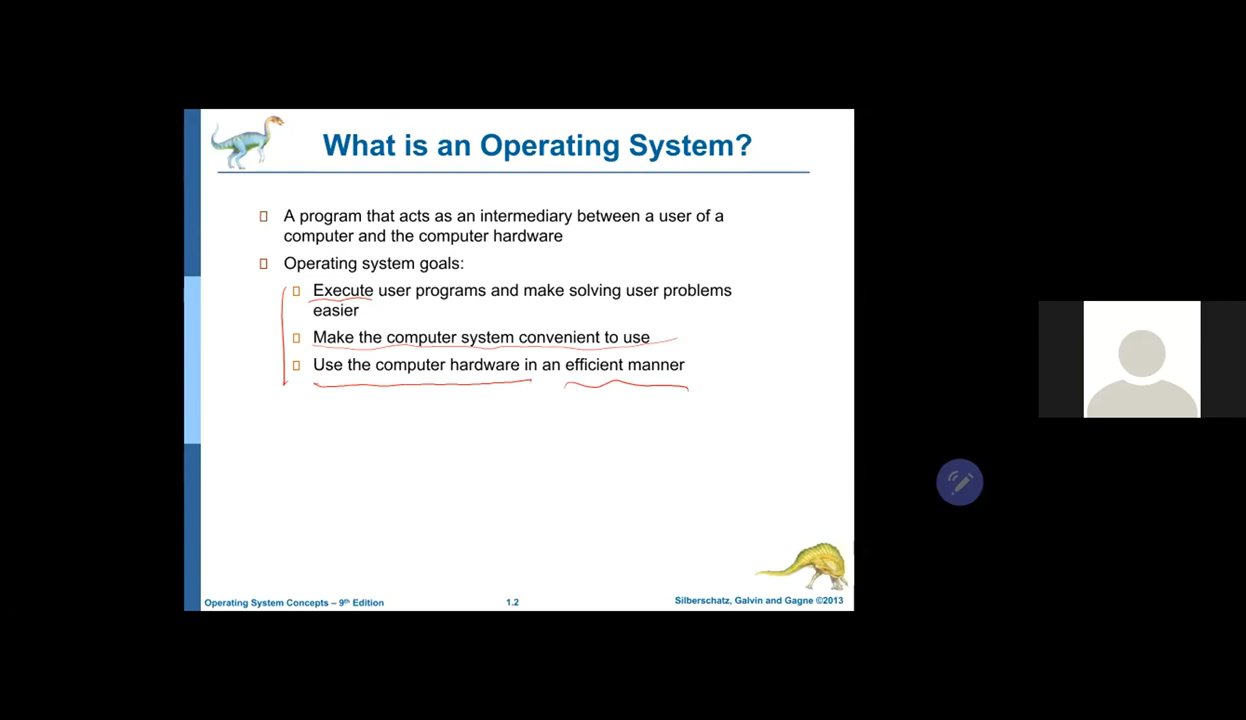 What is an Operating System?
A program that acts as an intermediary between a user of a
computer and the computer hardware
Operating system goals:
Execute user programs and make solving user problems
easier
Make the computer system convenient to use
Use the computer hardware in an efficient manner
Operating System Concepts – 9th Edition
1.2
Silberschatz, Galvin and Gagne ©2013